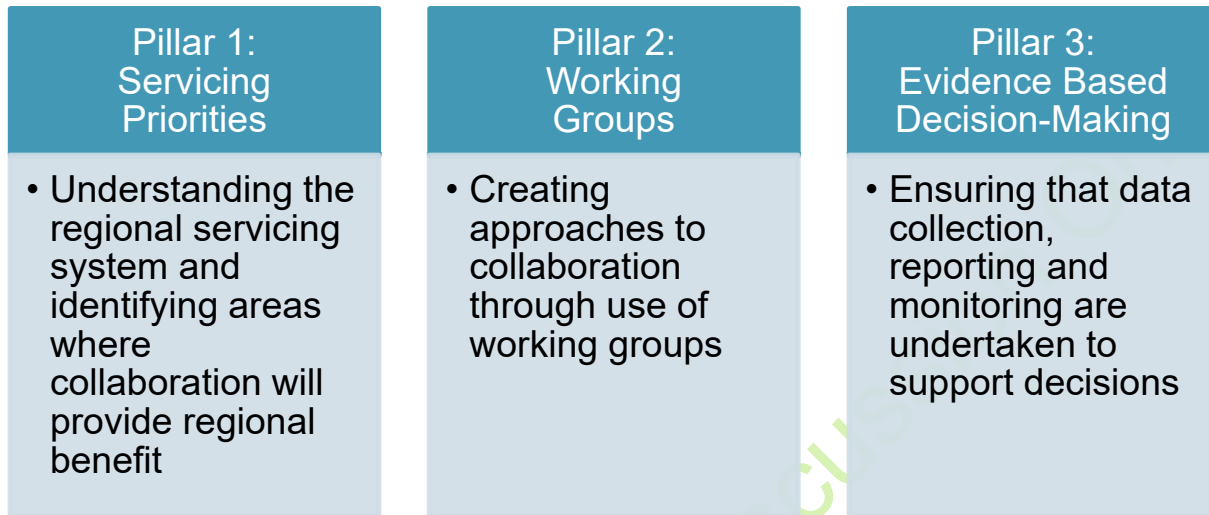 Pillar 1:
Servicing
Priorities
• Understanding the
regional servicing
system and
identifying areas
where
collaboration will
provide regional
benefit
Pillar 2:
Working
Groups
• Creating
approaches to
collaboration
through use of
working groups
Pillar 3:
Evidence Based
Decision-Making
• Ensuring that data
collection,
reporting and
monitoring are
undertaken to
support decisions